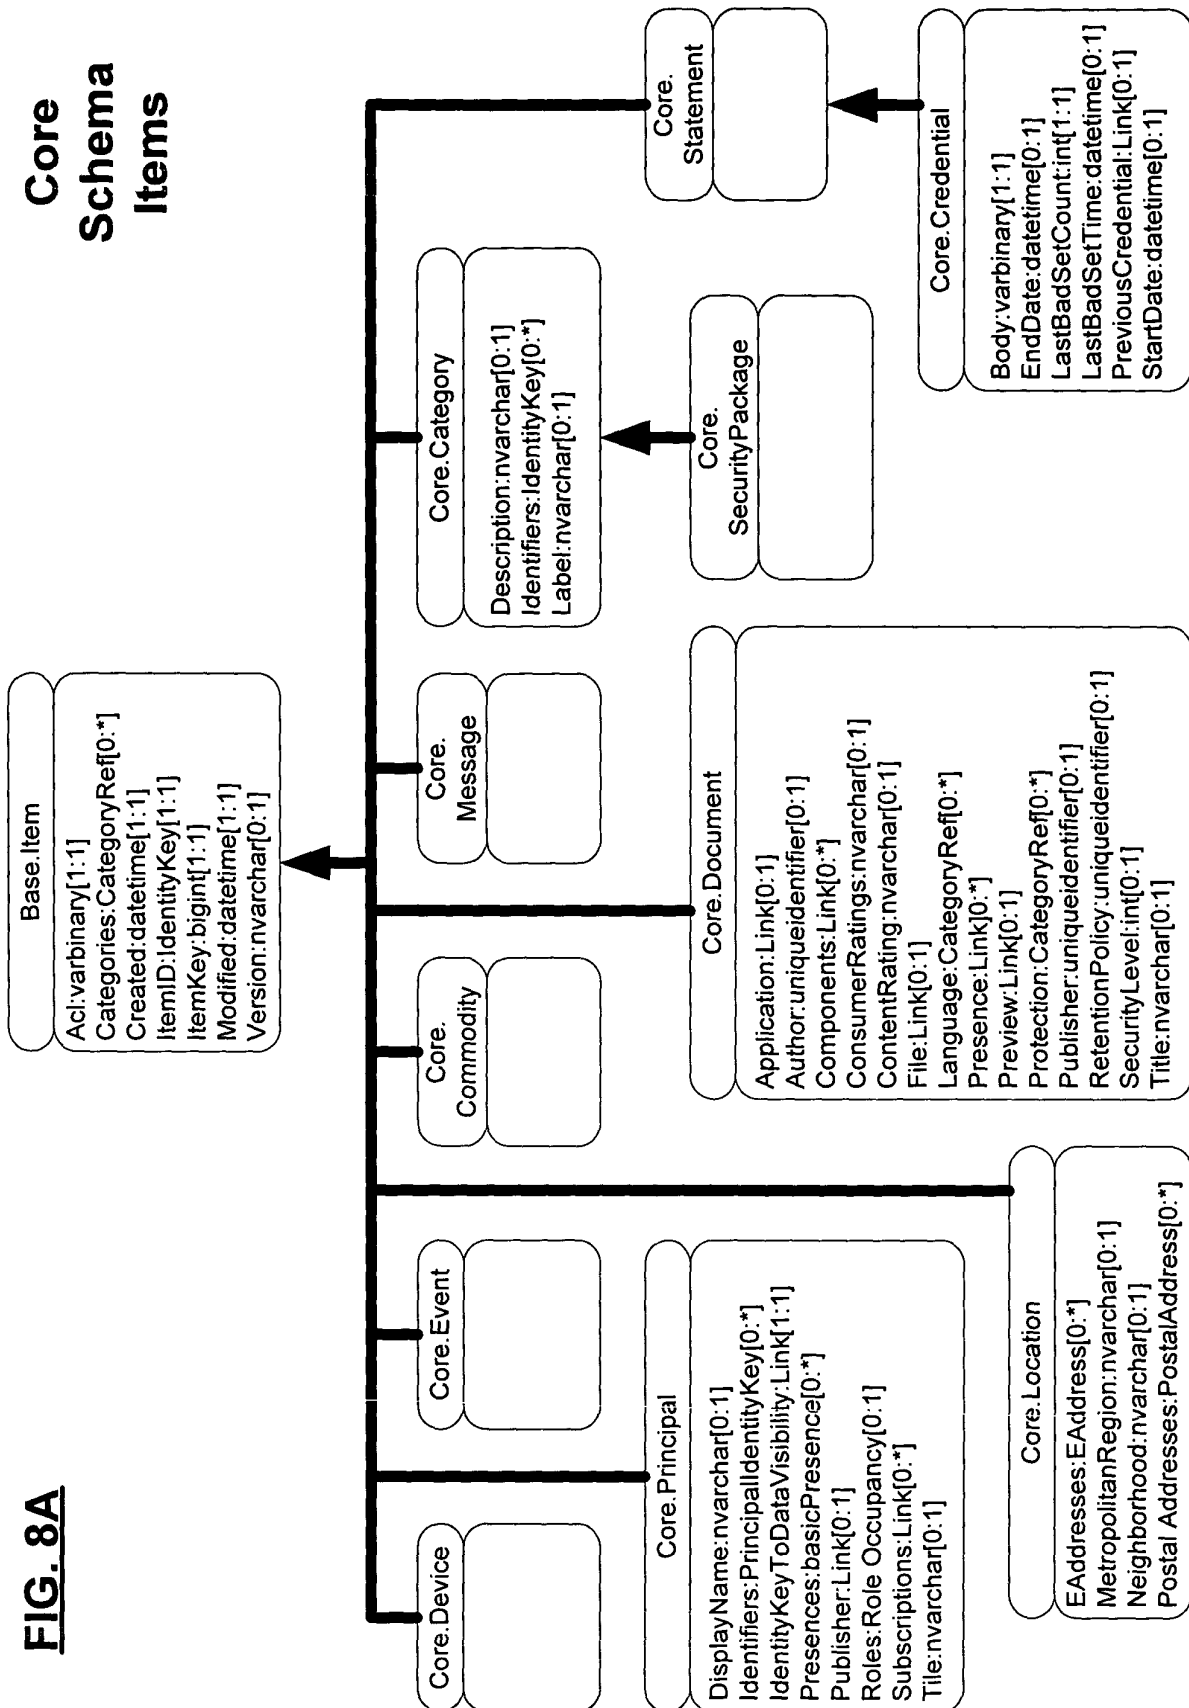 FIG. 8A
Core
Schema
Items
Base.Item
Acl:varbinary[1:1]
Categories:CategoryRef[0:*]
Created:datetime[1:1]
ItemID:IdentityKey[1:1]
ItemKey:bigint[1:1]
Modified:datetime[1:1]
Version:nvarchar[0:1]
Core.Device
Core.Event
Core.
Commodity
Core.
Message
Core.Category
Description:nvarchar[0:1]
Identifiers:IdentityKey[0:*]
Label:nvarchar[0:1]
Core.
Statement
Core.Principal
DisplayName:nvarchar[0:1]
Identifiers:PrincipalIdentityKey[0:*]
IdentityKeyToDataVisibility:Link[1:1]
Presences:basicPresence[0:*]
Publisher:Link[0:1]
Roles:Role Occupancy[0:1]
Subscriptions:Link[0:*]
Tile:nvarchar[0:1]
Core.Document
Application:Link[0:1]
Author:uniqueidentifier[0:1]
Components:Link[0:*]
ConsumerRatings:nvarchar[0:1]
ContentRating:nvarchar[0:1]
File:Link[0:1]
Language:CategoryRef[0:*]
Presence:Link[0:*]
Preview:Link[0:1]
Protection:CategoryRef[0:*]
Publisher:uniqueidentifier[0:1]
RetentionPolicy:uniqueidentifier[0:1]
SecurityLevel:int[0:1]
Title:nvarchar[0:1]
Core.
SecurityPackage
Core.Credential
Body:varbinary[1:1]
EndDate:datetime[0:1]
LastBadSetCount:int[1:1]
LastBadSetTime:datetime[0:1]
PreviousCredential:Link[0:1]
StartDate:datetime[0:1]
Core.Location
EAddresses:EAddress[0:*]
MetropolitanRegion:nvarchar[0:1]
Neighborhood:nvarchar[0:1]
Postal Addresses:PostalAddress[0:*]